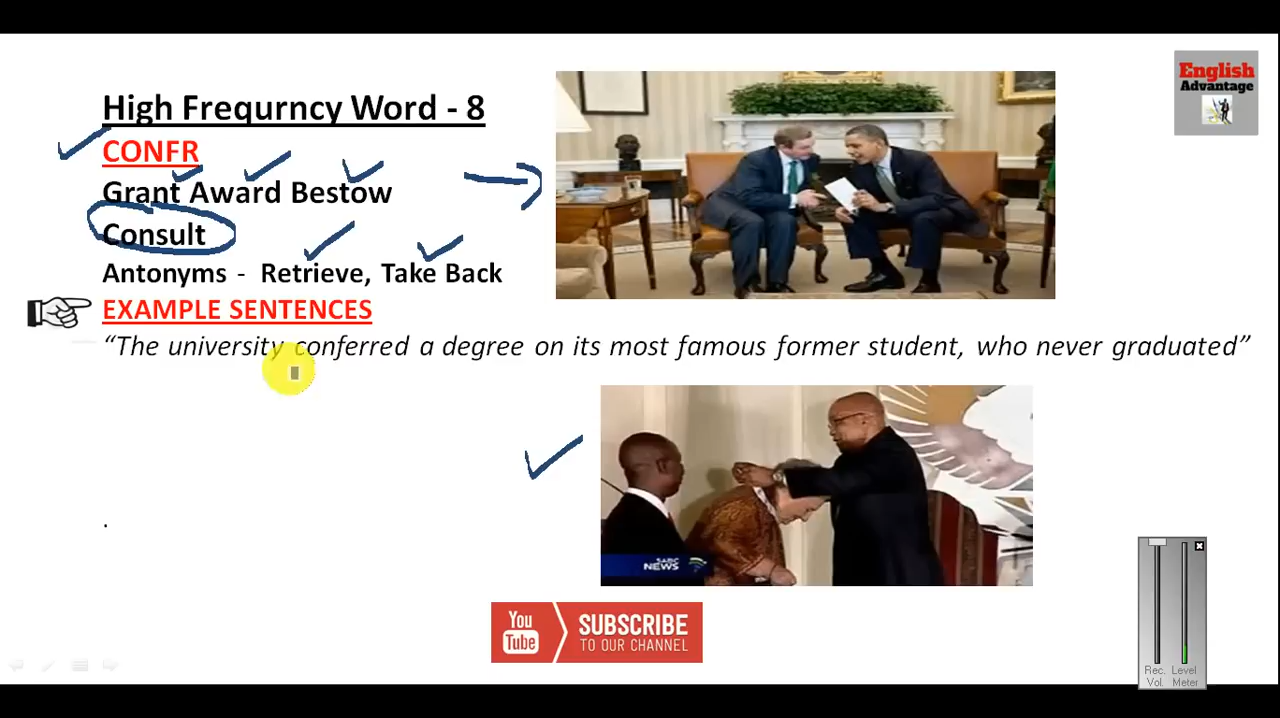 High Frequrncy Word - 8
English
Advantage
CONFR
Grant Award Bestow
Consult
Antonyms - Retrieve, Take Back
EXAMPLE SENTENCES
“The university conferred a degree on its most famous former student, who never graduated”
.
SABC
NEWS
You
Tube
SUBSCRIBE
TO OUR CHANNEL
Rec. Level
Vol. Meter